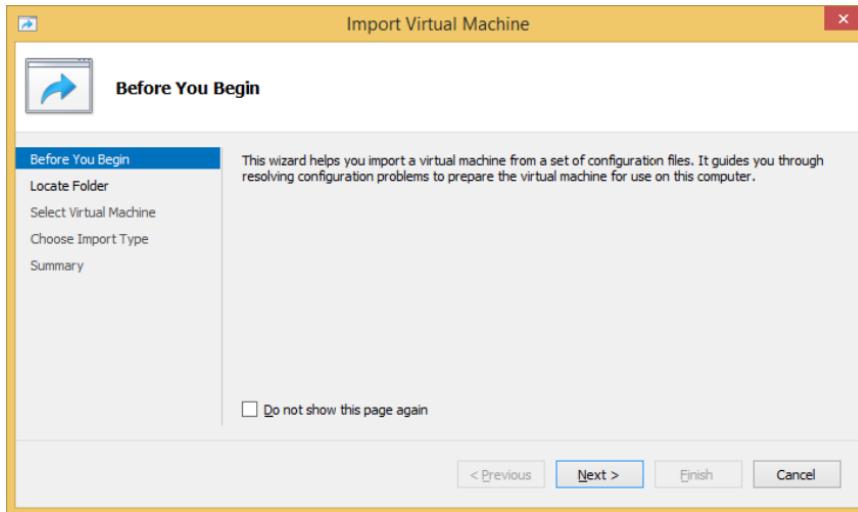 Import Virtual Machine
Before You Begin
Before You Begin
Locate Folder
Select Virtual Machine
Choose Import Type
Summary
This wizard helps you import a virtual machine from a set of configuration files. It guides you through
resolving configuration problems to prepare the virtual machine for use on this computer.
Do not show this page again
< Previous
Next >
Finish
Cancel